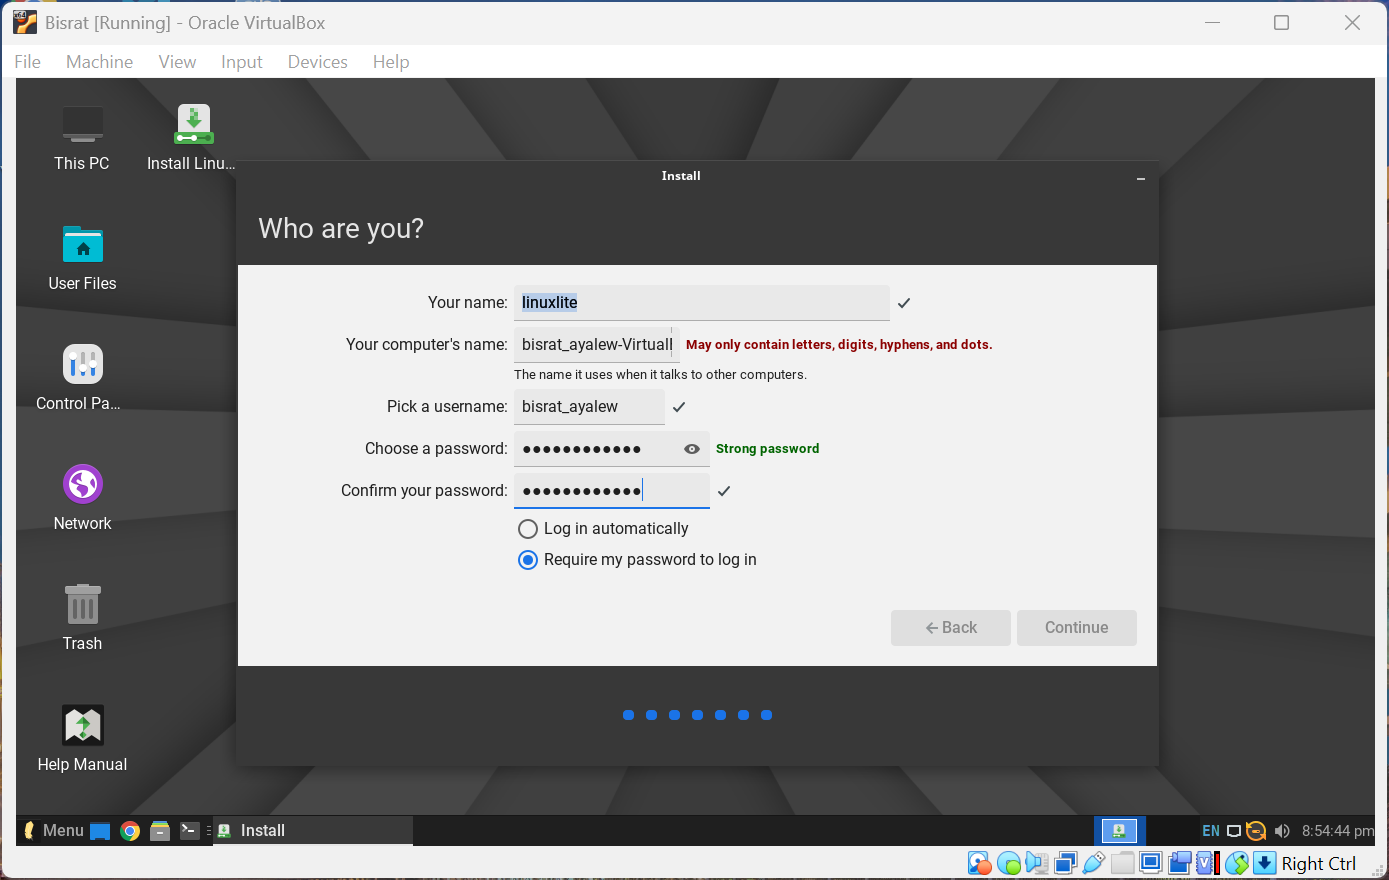 Bisrat [Running] - Oracle VirtualBox
File Machine View Input Devices Help
This PC
Install Linu...
User Files
Control Pa...
Network
Trash
Help Manual
Install
Who are you?
Your name: linuxlite
Your computer's name: bisrat_ayalew-Virtuall May only contain letters, digits, hyphens, and dots.
The name it uses when it talks to other computers.
Pick a username: bisrat_ayalew
Choose a password: ●●●●●●●●●●●● Strong password
Confirm your password: ●●●●●●●●●●●●
Log in automatically
Require my password to log in
Back Continue
Menu Install EN 8:54:44 pm
Right Ctrl